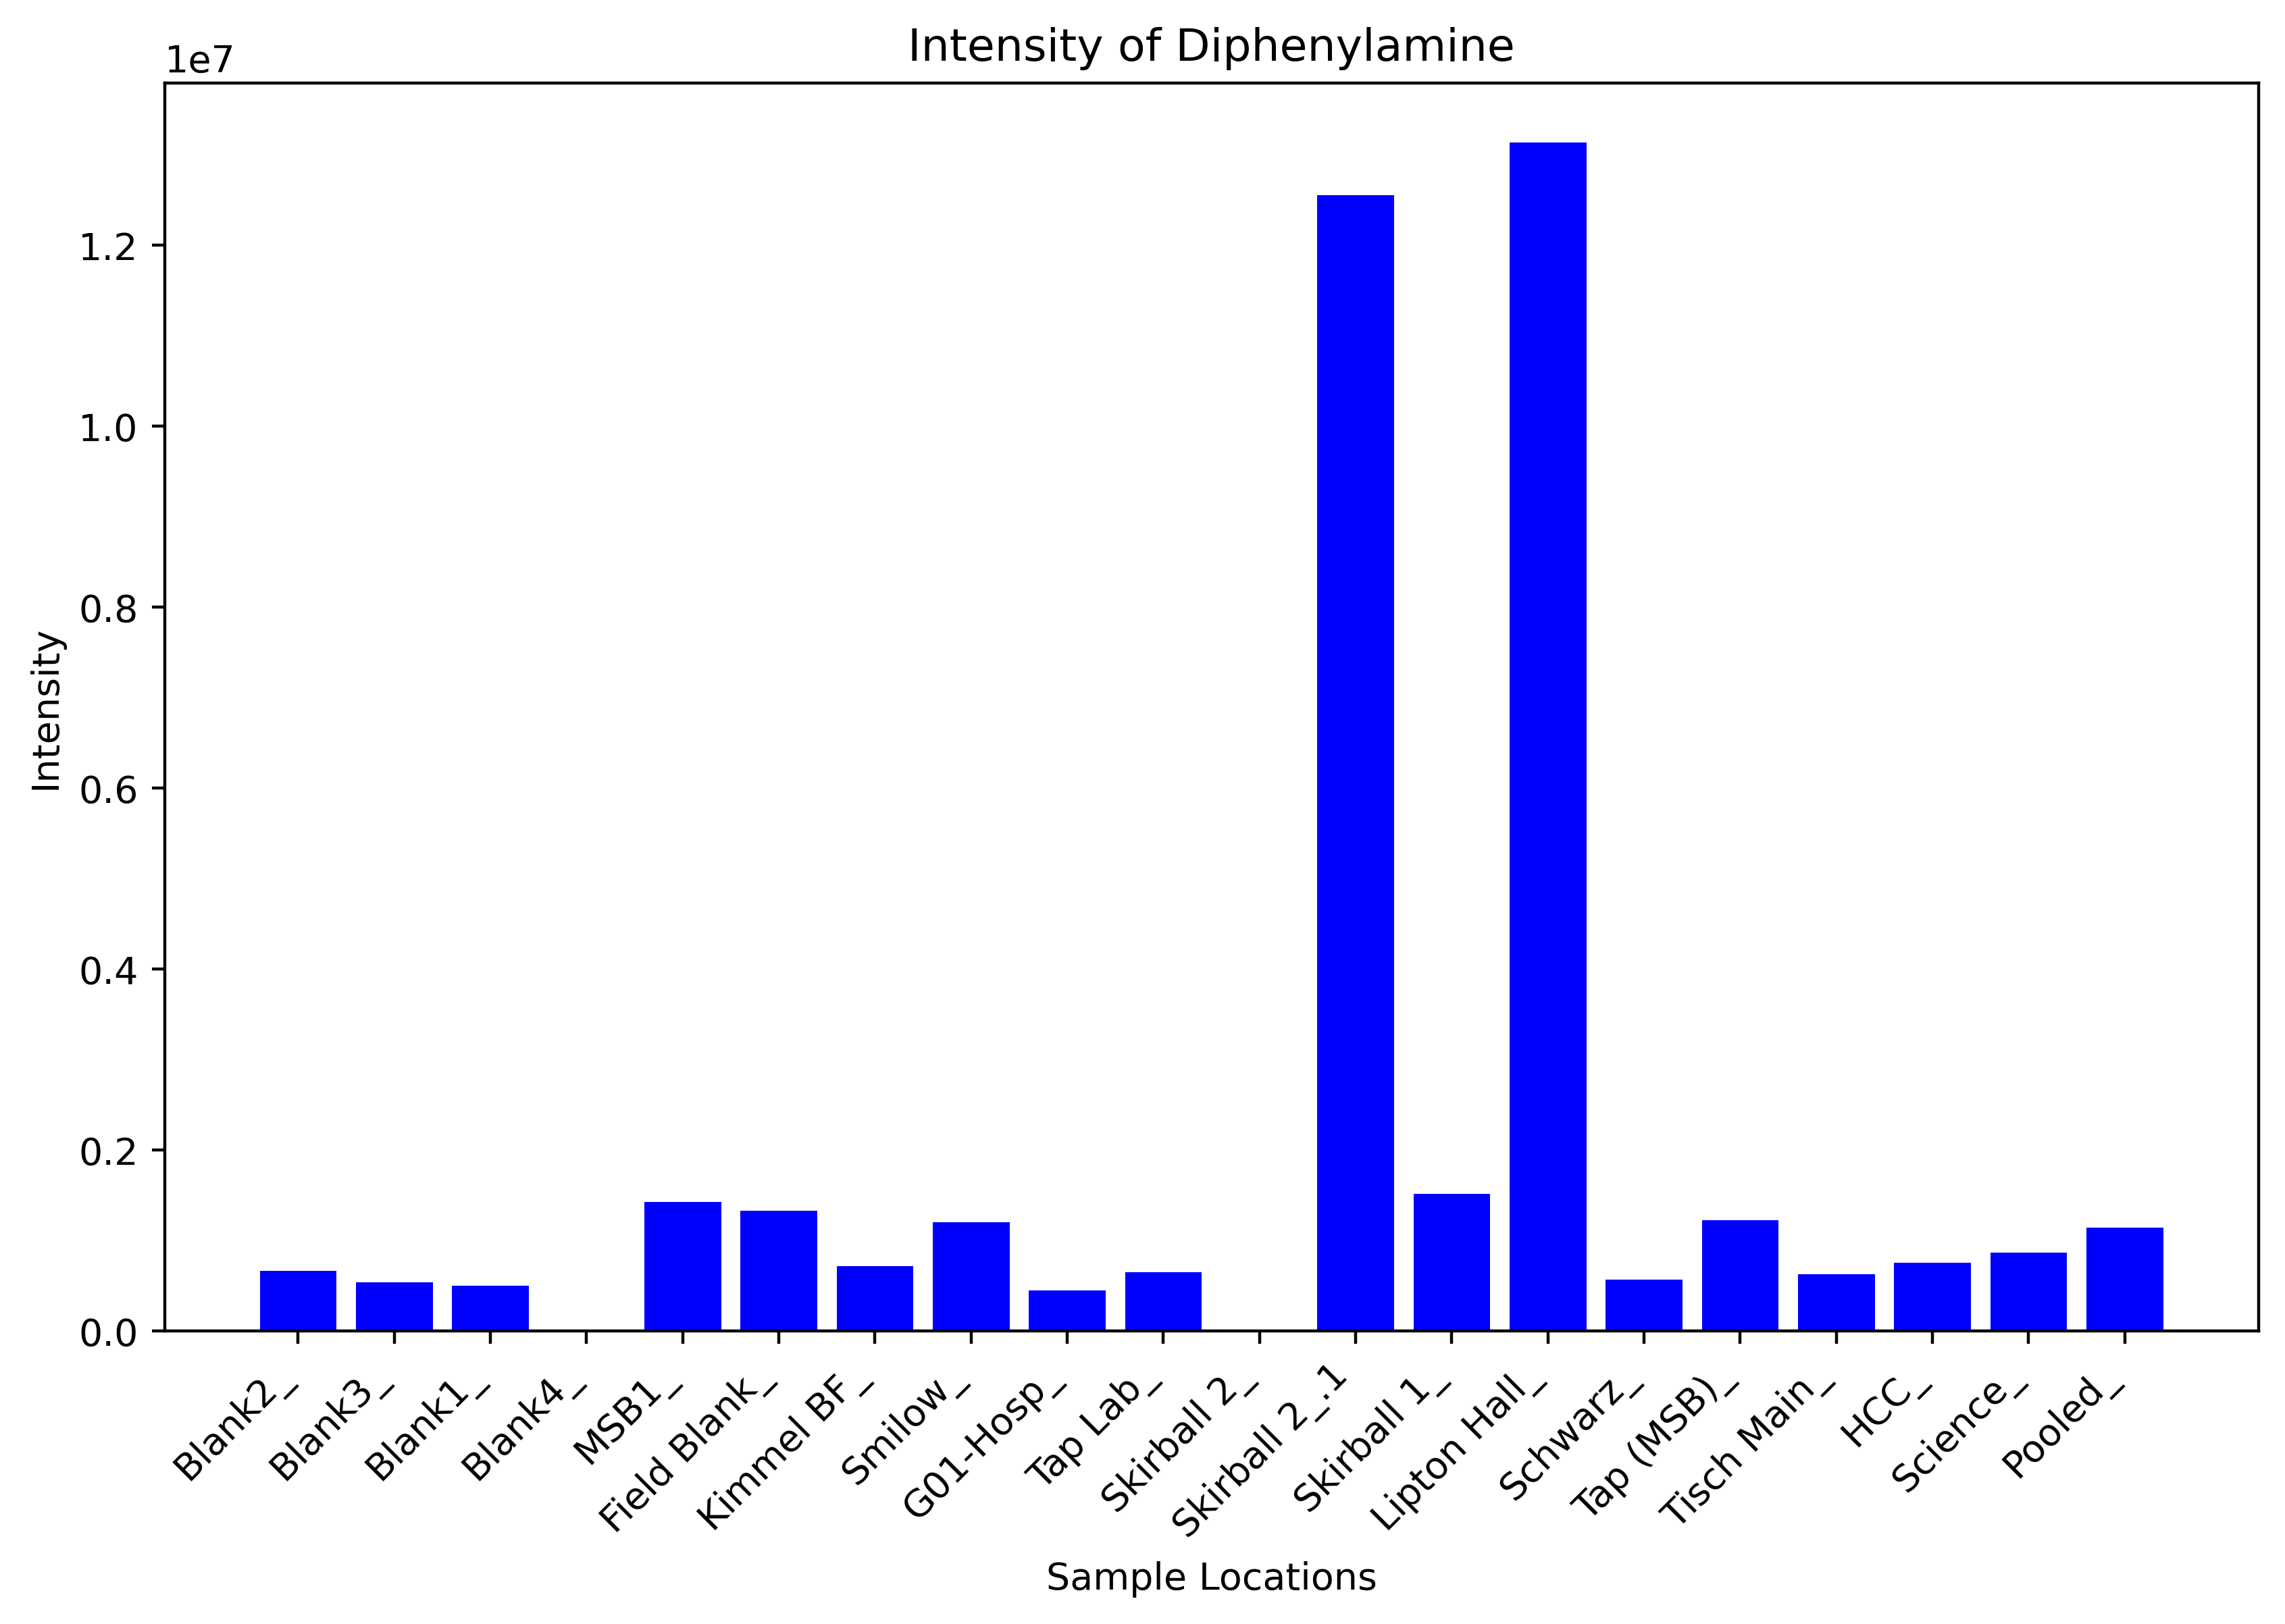 Intensity of Diphenylamine
1e7
1.2
1.0
0.8
0.6
0.4
0.2
0.0
Intensity
Blank2_
Blank3_
Blank1_
Blank4_
MSB1_
Field Blank_
Kimmel BF_
Smilow_
G01-Hosp_
Tap Lab_
Skirball 2_
Skirball 2_.1
Skirball 1_
Lipton Hall_
Schwarz_
Tap (MSB)_
Tisch Main_
HCC_
Science_
Pooled_
Sample Locations